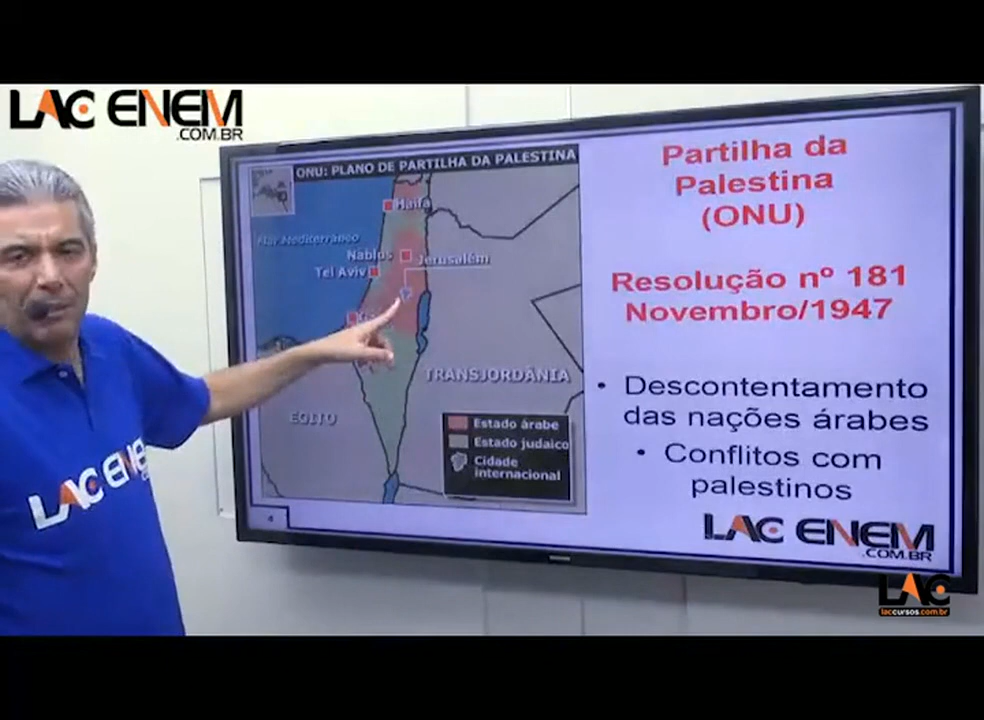 LAC ENEM
.COM.BR
ONU: PLANO DE PARTILHA DA PALESTINA
Haifa
Mar Mediterrâneo
Nablus
Jerusalém
Tel Aviv
TRANSJORDÂNIA
EGITO
Estado árabe
Estado judaico
Cidade
internacional
Partilha da
Palestina
(ONU)
Resolução nº 181
Novembro/1947
• Descontentamento
das nações árabes
• Conflitos com
palestinos
LAC ENEM
.COM.BR
LAC ENEM
LAC
laccursos.com.br